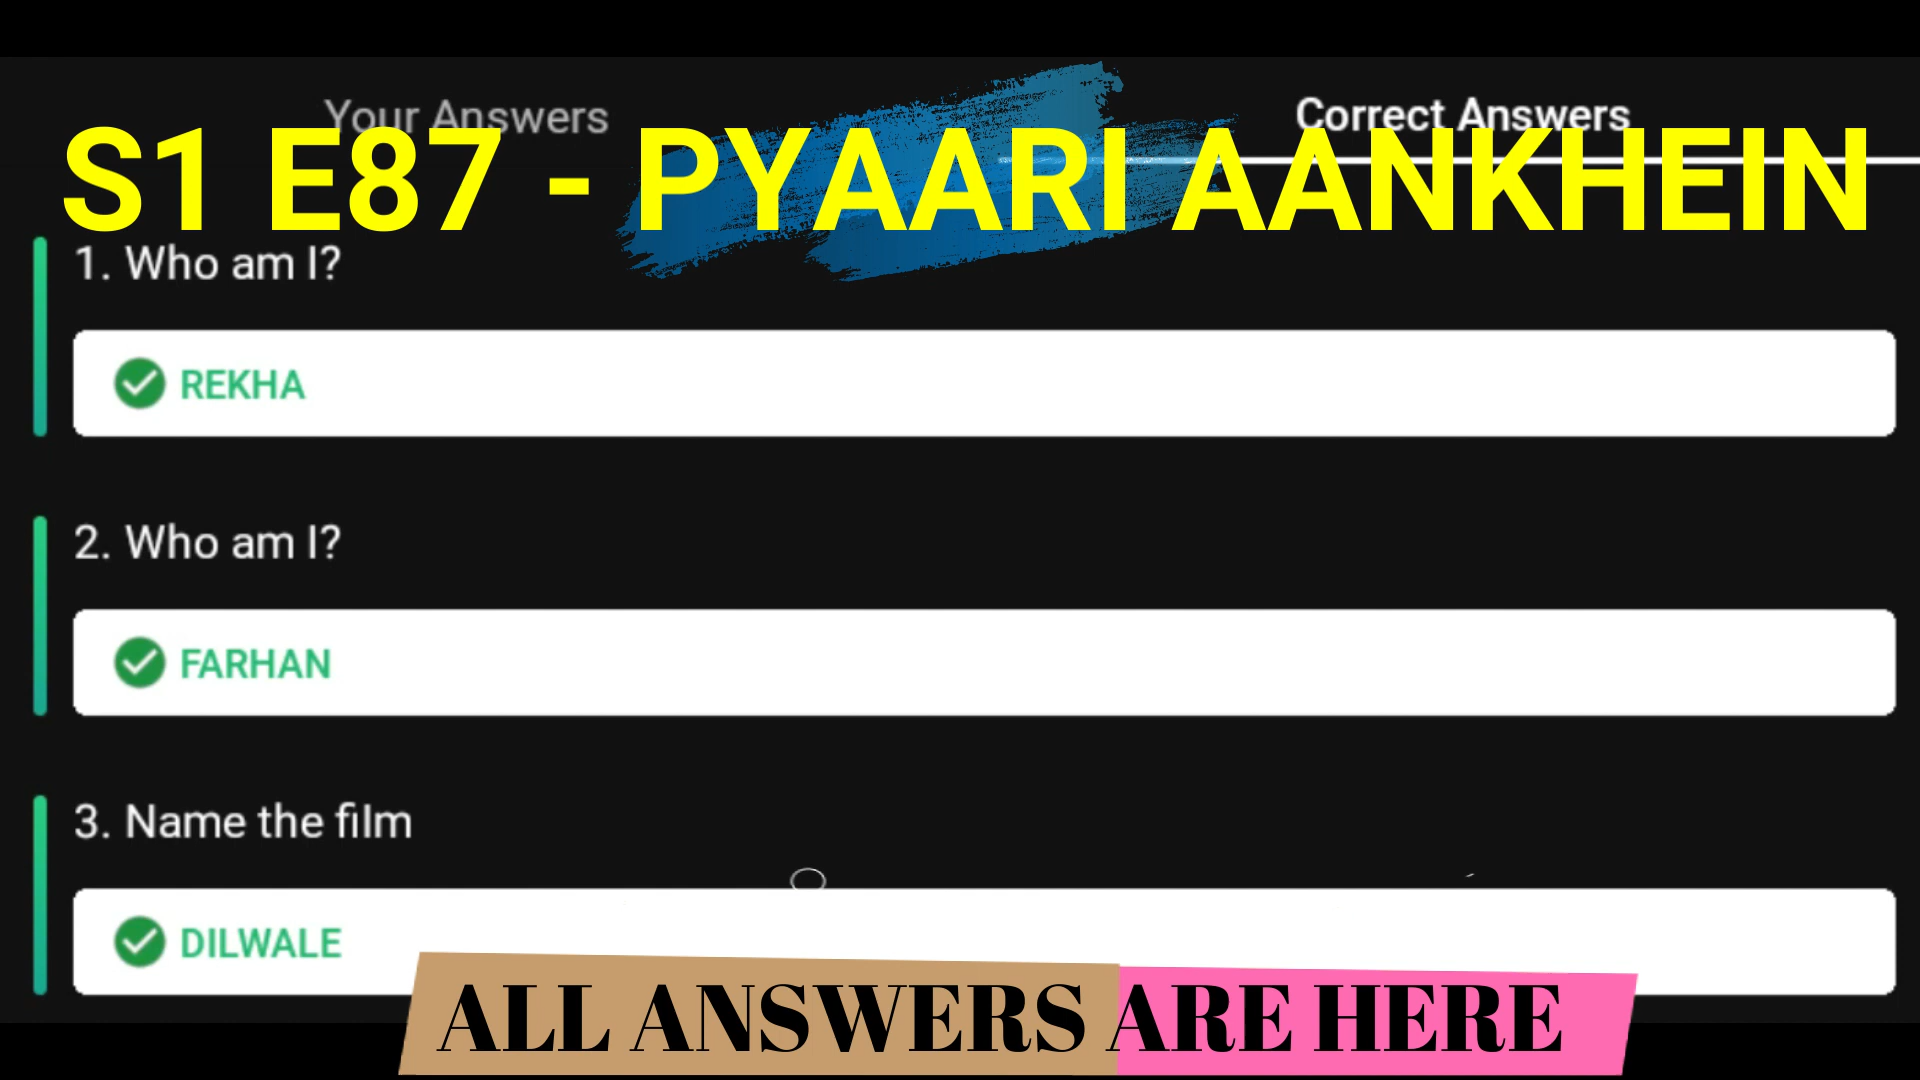 Your Answers
Correct Answers
S1 E87 - PYAARI AANKHEIN
1. Who am I?
REKHA
2. Who am I?
FARHAN
3. Name the film
DILWALE
ALL ANSWERS ARE HERE